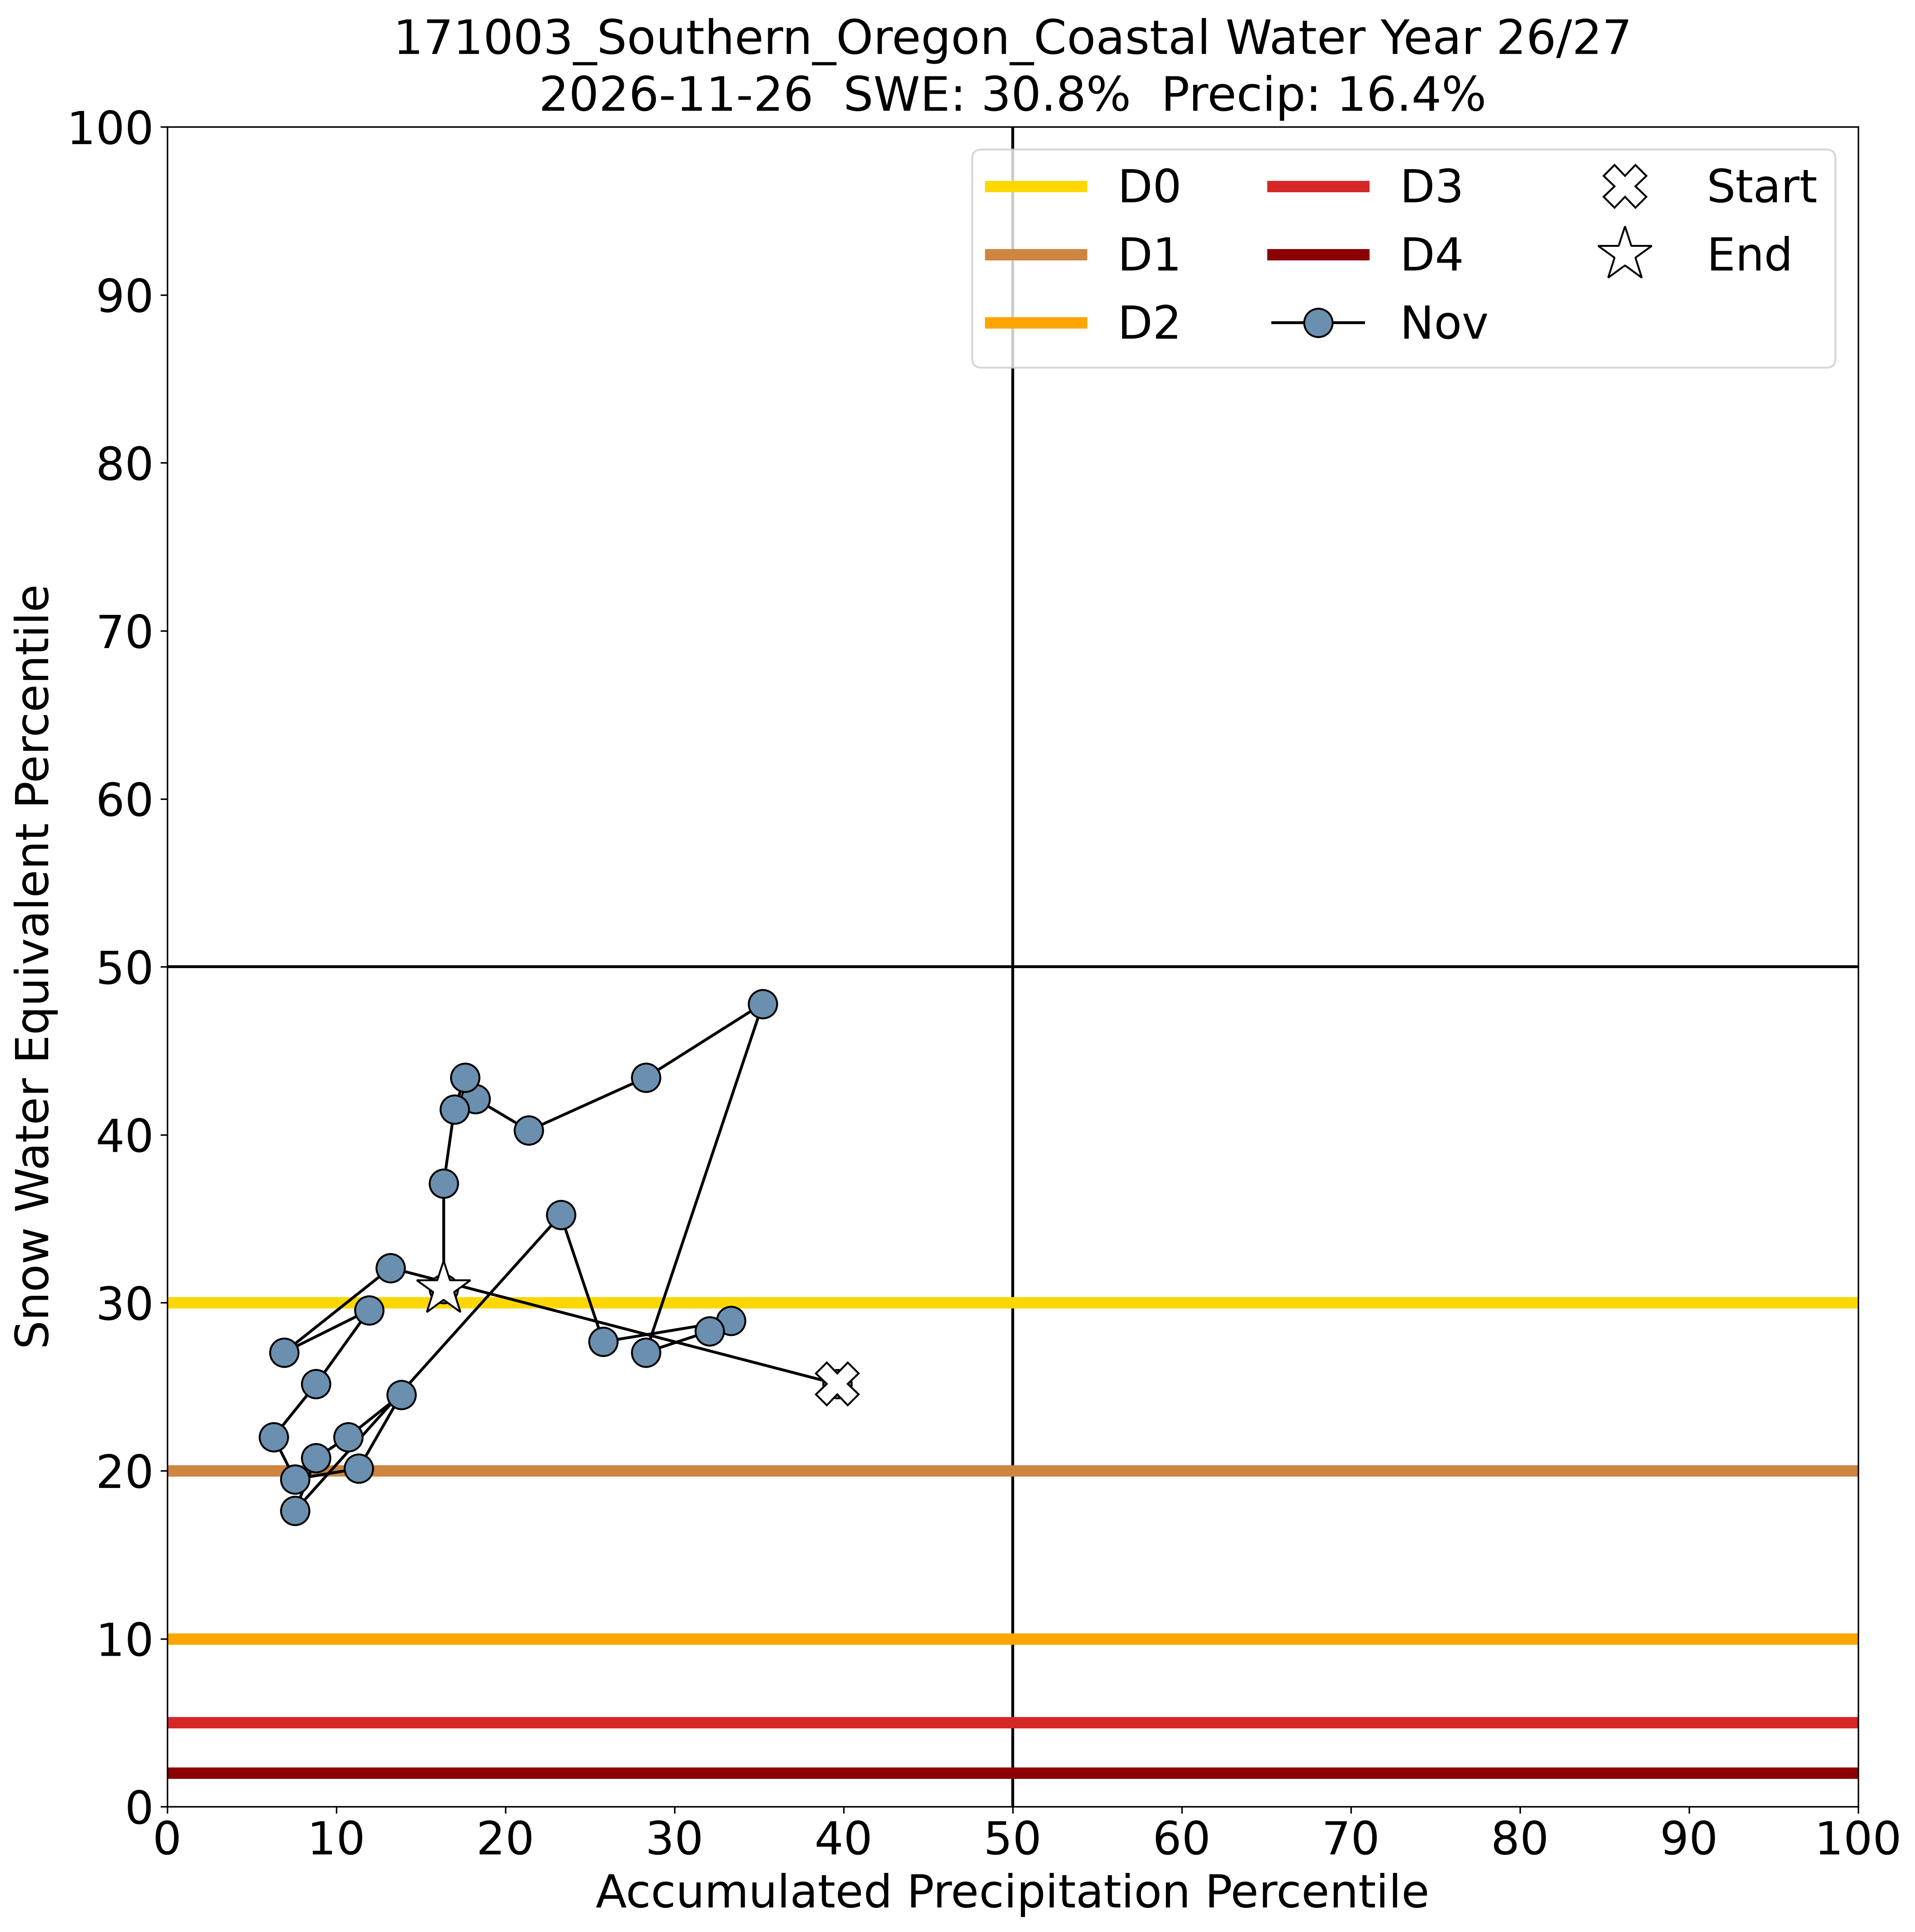 171003_Southern_Oregon_Coastal Water Year 26/27
2026-11-26  SWE: 30.8%  Precip: 16.4%
D0
D1
D2
D3
D4
Nov
Start
End
Snow Water Equivalent Percentile
100
90
80
70
60
50
40
30
20
10
0
0 10 20 30 40 50 60 70 80 90 100
Accumulated Precipitation Percentile